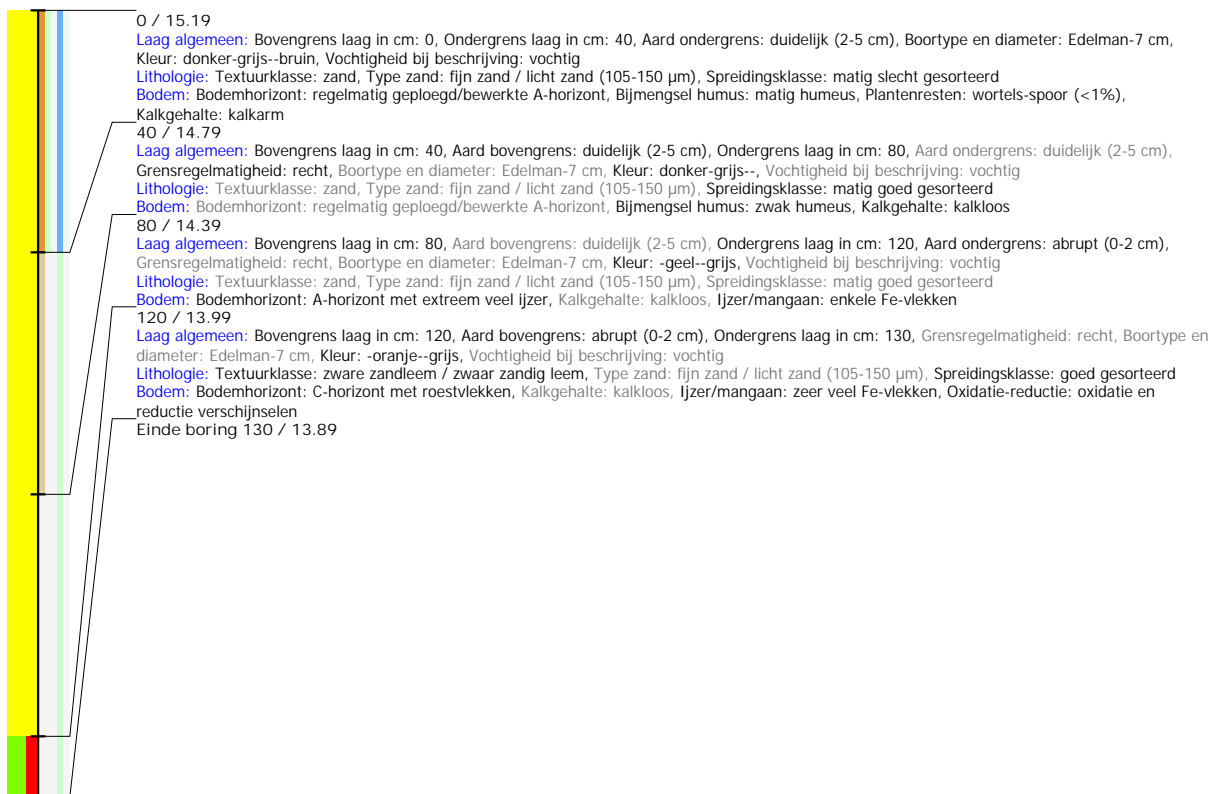 0 / 15.19
Laag algemeen: Bovengrens laag in cm: 0, Ondergrens laag in cm: 40, Aard ondergrens: duidelijk (2-5 cm), Boortype en diameter: Edelman-7 cm,
Kleur: donker-grijs--bruin, Vochtigheid bij beschrijving: vochtig
Lithologie: Textuurklasse: zand, Type zand: fijn zand / licht zand (105-150 µm), Spreidingsklasse: matig slecht gesorteerd
Bodem: Bodemhorizont: regelmatig geploegd/bewerkte A-horizont, Bijmengsel humus: matig humeus, Plantenresten: wortels-spoor (<1%),
Kalkgehalte: kalkarm
40 / 14.79
Laag algemeen: Bovengrens laag in cm: 40, Aard bovengrens: duidelijk (2-5 cm), Ondergrens laag in cm: 80, Aard ondergrens: duidelijk (2-5 cm),
Grensregelmatigheid: recht, Boortype en diameter: Edelman-7 cm, Kleur: donker-grijs--, Vochtigheid bij beschrijving: vochtig
Lithologie: Textuurklasse: zand, Type zand: fijn zand / licht zand (105-150 µm), Spreidingsklasse: matig goed gesorteerd
Bodem: Bodemhorizont: regelmatig geploegd/bewerkte A-horizont, Bijmengsel humus: zwak humeus, Kalkgehalte: kalkloos
80 / 14.39
Laag algemeen: Bovengrens laag in cm: 80, Aard bovengrens: duidelijk (2-5 cm), Ondergrens laag in cm: 120, Aard ondergrens: abrupt (0-2 cm),
Grensregelmatigheid: recht, Boortype en diameter: Edelman-7 cm, Kleur: -geel--grijs, Vochtigheid bij beschrijving: vochtig
Lithologie: Textuurklasse: zand, Type zand: fijn zand / licht zand (105-150 µm), Spreidingsklasse: matig goed gesorteerd
Bodem: Bodemhorizont: A-horizont met extreem veel ijzer, Kalkgehalte: kalkloos, Ijzer/mangaan: enkele Fe-vlekken
120 / 13.99
Laag algemeen: Bovengrens laag in cm: 120, Aard bovengrens: abrupt (0-2 cm), Ondergrens laag in cm: 130, Grensregelmatigheid: recht, Boortype en
diameter: Edelman-7 cm, Kleur: -oranje--grijs, Vochtigheid bij beschrijving: vochtig
Lithologie: Textuurklasse: zware zandleem / zwaar zandig leem, Type zand: fijn zand / licht zand (105-150 µm), Spreidingsklasse: goed gesorteerd
Bodem: Bodemhorizont: C-horizont met roestvlekken, Kalkgehalte: kalkloos, Ijzer/mangaan: zeer veel Fe-vlekken, Oxidatie-reductie: oxidatie en
reductie verschijnselen
Einde boring 130 / 13.89